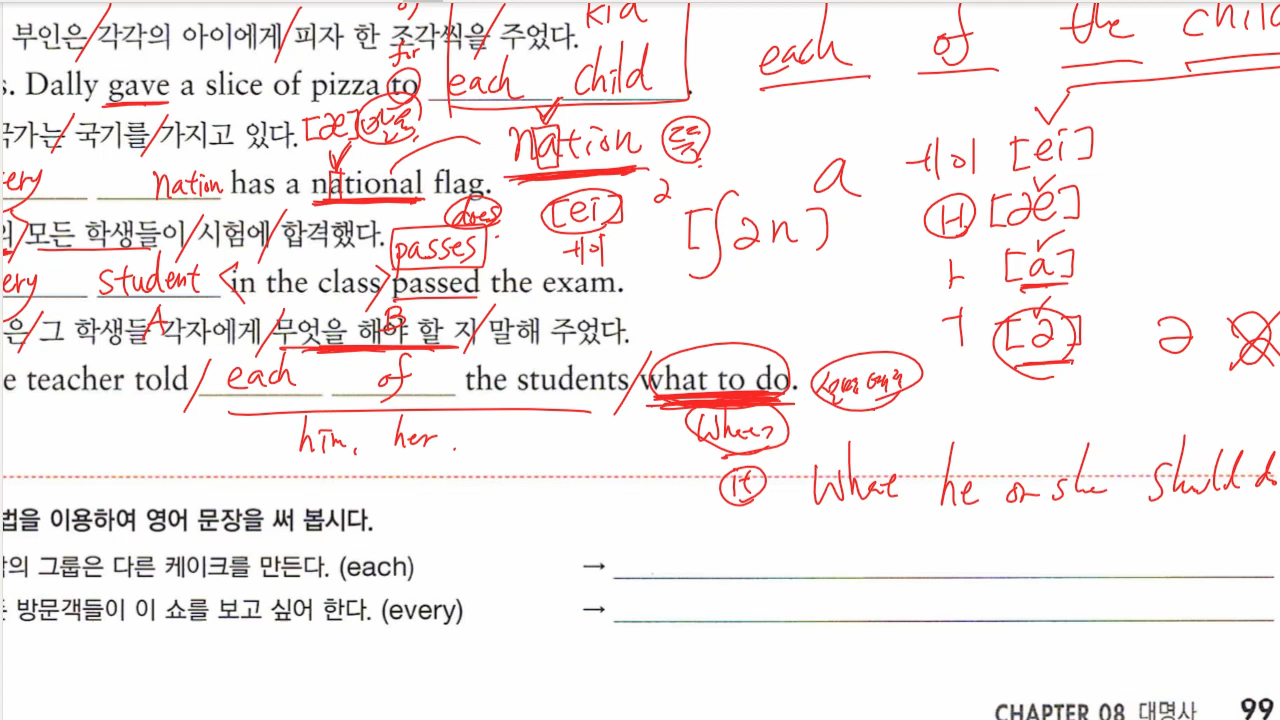 kid
부인은/각각의 아이에게/피자 한 조각씩을/주었다.
for
each of the child
s. Dally gave a slice of pizza to each child.
국가는/국기를/가지고 있다. [æ] nation
ㅔ이 [ei]
ery nation has a national flag. [ei] [ʃən] a
ㅔ이
ㅐ [æ]
does
모든 학생들이/시험에/합격했다. passes
ㅏ [a]
ery student <in the class> passed the exam.
ㅓ [ə] ə
A B
은/그 학생들 각자에게/무엇을 해야 할 지/말해 주었다.
e teacher told/each of the students/what to do.
him, her.
it what he or she should do
법을 이용하여 영어 문장을 써 봅시다.
의 그룹은 다른 케이크를 만든다. (each) →
방문객들이 이 쇼를 보고 싶어 한다. (every) →
CHAPTER 08 대명사 99